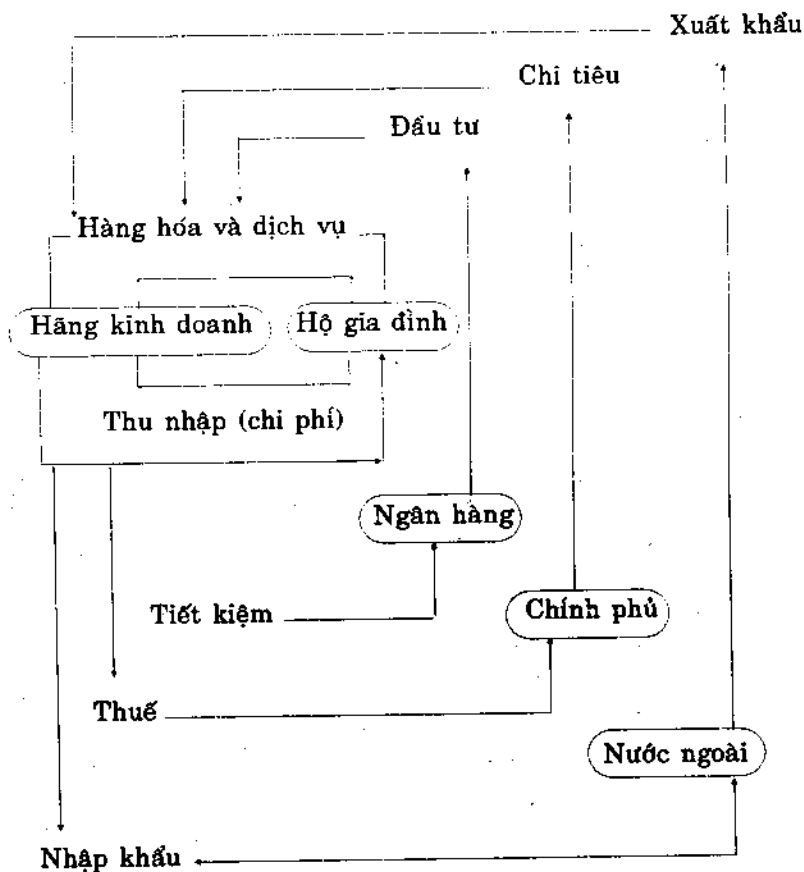 Xuất khẩu
Chi tiêu
Đầu tư
Hàng hóa và dịch vụ
Hãng kinh doanh
Hộ gia đình
Thu nhập (chi phí)
Ngân hàng
Tiết kiệm
Chính phủ
Thuế
Nước ngoài
Nhập khẩu